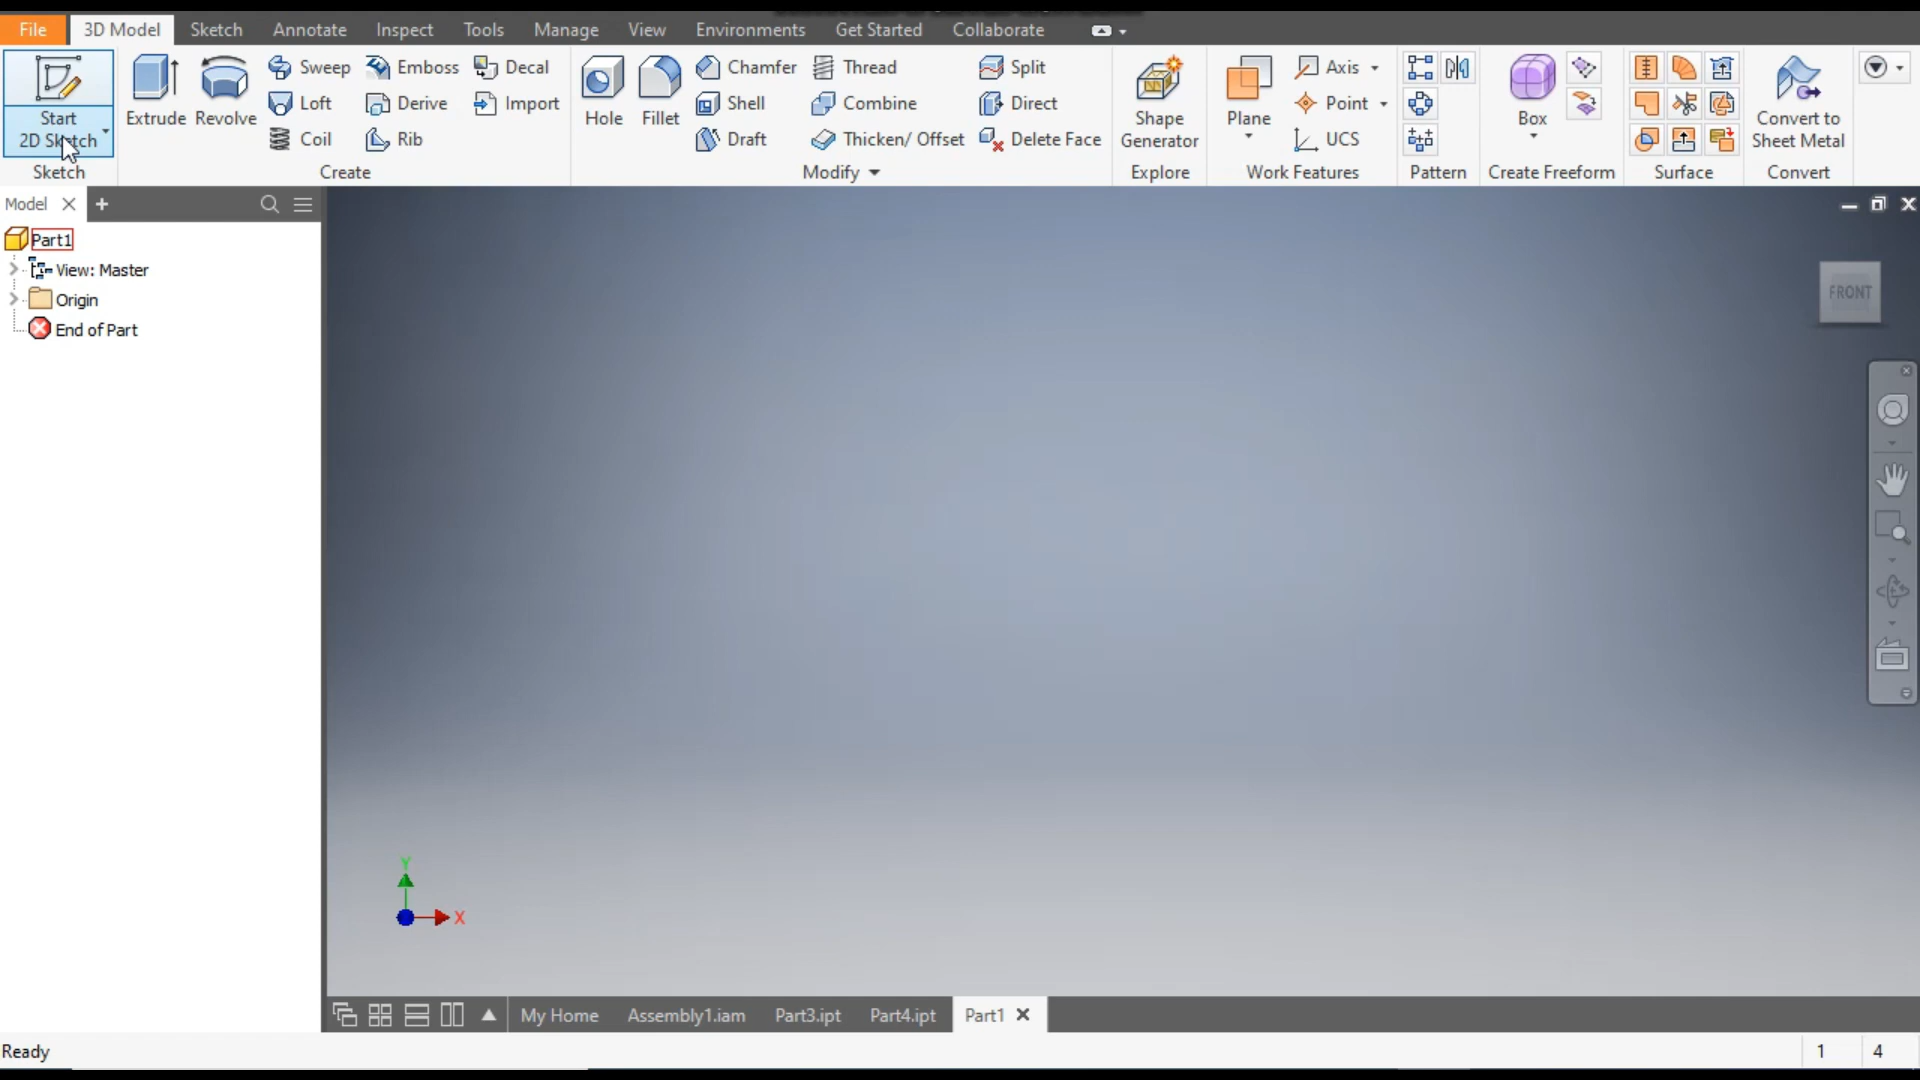 File 3D Model Sketch Annotate Inspect Tools Manage View Environments Get Started Collaborate
Start
2D Sketch
Sketch
Extrude
Revolve
Sweep
Loft
Coil
Emboss
Derive
Rib
Decal
Import
Create
Hole
Fillet
Chamfer
Shell
Draft
Thread
Combine
Thicken/ Offset
Split
Direct
Delete Face
Modify
Shape
Generator
Explore
Plane
Axis
Point
UCS
Work Features
Pattern
Box
Create Freeform
Surface
Convert to
Sheet Metal
Convert
Model
Part1
View: Master
Origin
End of Part
FRONT
Y
X
My Home Assembly1.iam Part3.ipt Part4.ipt Part1
Ready 1 4